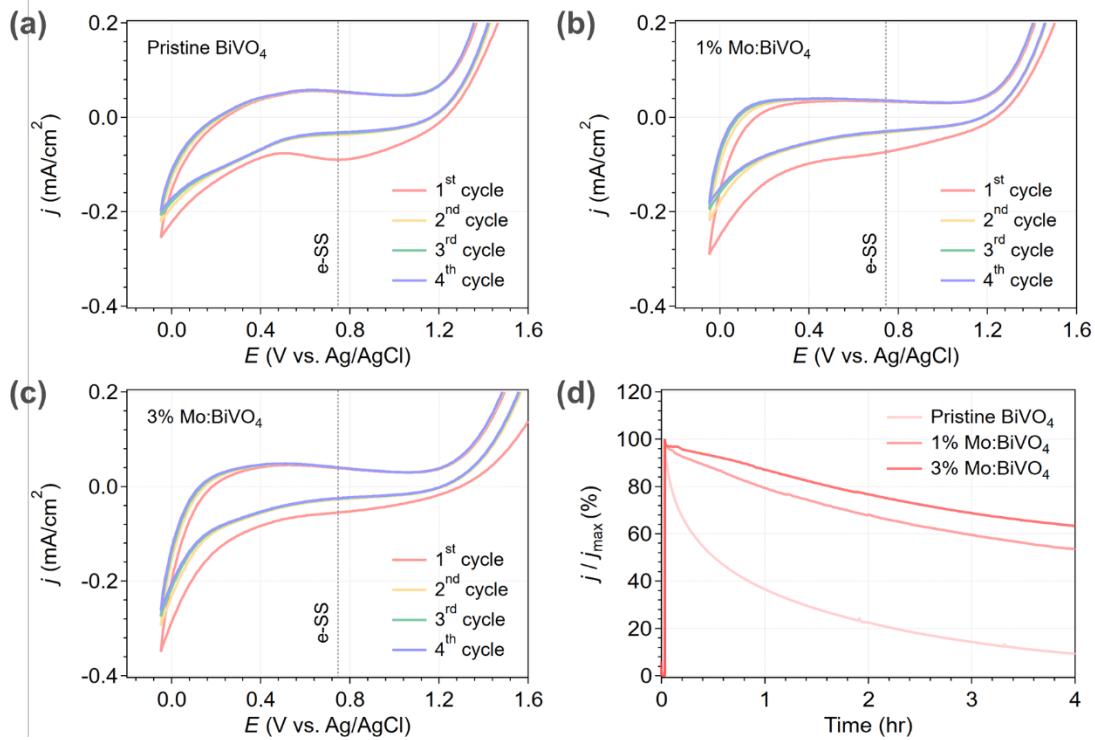 (a)
Pristine BiVO₄
j (mA/cm²)
0.2
0.0
-0.2
-0.4
e-SS
1ˢᵗ cycle
2ⁿᵈ cycle
3ʳᵈ cycle
4ᵗʰ cycle
0.0 0.4 0.8 1.2 1.6
E (V vs. Ag/AgCl)
(b)
1% Mo:BiVO₄
j (mA/cm²)
0.2
0.0
-0.2
-0.4
e-SS
1ˢᵗ cycle
2ⁿᵈ cycle
3ʳᵈ cycle
4ᵗʰ cycle
0.0 0.4 0.8 1.2 1.6
E (V vs. Ag/AgCl)
(c)
3% Mo:BiVO₄
j (mA/cm²)
0.2
0.0
-0.2
-0.4
e-SS
1ˢᵗ cycle
2ⁿᵈ cycle
3ʳᵈ cycle
4ᵗʰ cycle
0.0 0.4 0.8 1.2 1.6
E (V vs. Ag/AgCl)
(d)
j / jₘₐₓ (%)
120
100
80
60
40
20
0
Pristine BiVO₄
1% Mo:BiVO₄
3% Mo:BiVO₄
0 1 2 3 4
Time (hr)